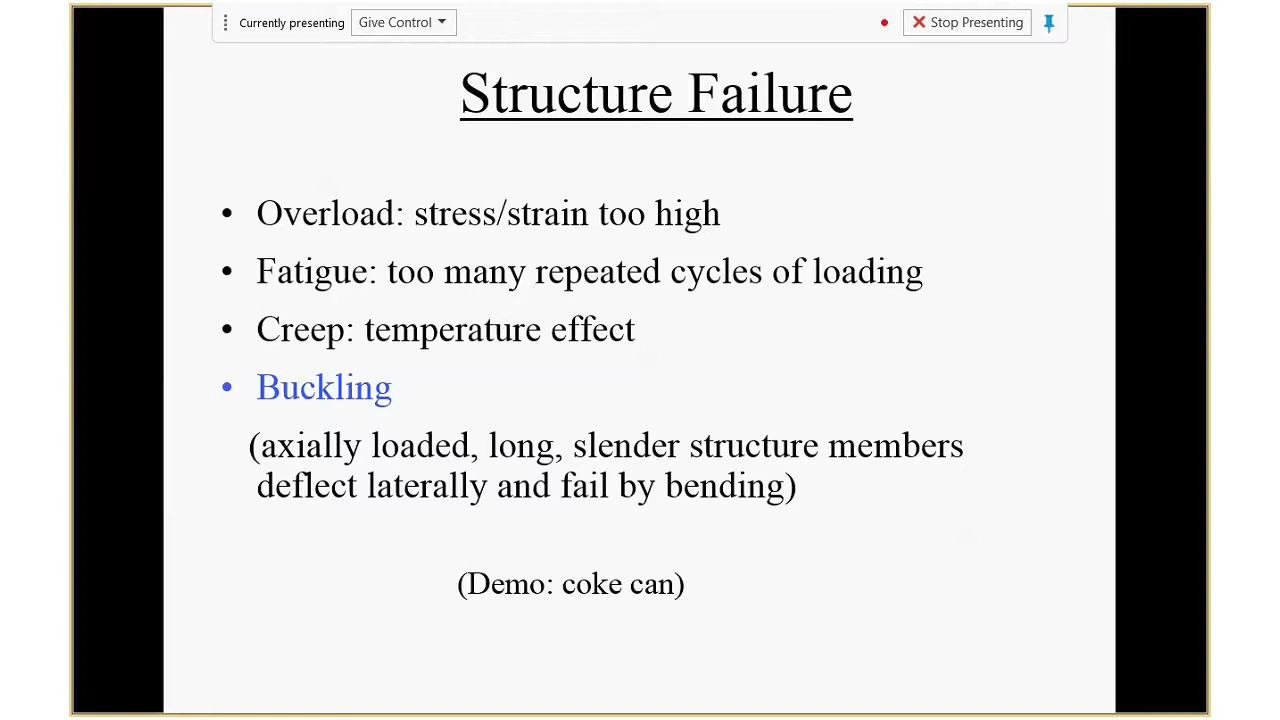 Currently presenting Give Control Stop Presenting
Structure Failure
• Overload: stress/strain too high
• Fatigue: too many repeated cycles of loading
• Creep: temperature effect
• Buckling
(axially loaded, long, slender structure members
deflect laterally and fail by bending)
(Demo: coke can)